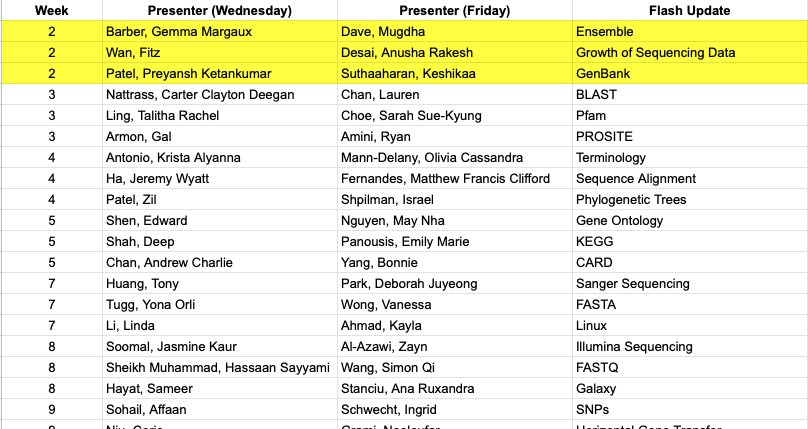 Week Presenter (Wednesday) Presenter (Friday) Flash Update
2 Barber, Gemma Margaux Dave, Mugdha Ensemble
2 Wan, Fitz Desai, Anusha Rakesh Growth of Sequencing Data
2 Patel, Preyansh Ketankumar Suthaaharan, Keshikaa GenBank
3 Nattrass, Carter Clayton Deegan Chan, Lauren BLAST
3 Ling, Talitha Rachel Choe, Sarah Sue-Kyung Pfam
3 Armon, Gal Amini, Ryan PROSITE
4 Antonio, Krista Alyanna Mann-Delany, Olivia Cassandra Terminology
4 Ha, Jeremy Wyatt Fernandes, Matthew Francis Clifford Sequence Alignment
4 Patel, Zil Shpilman, Israel Phylogenetic Trees
5 Shen, Edward Nguyen, May Nha Gene Ontology
5 Shah, Deep Panousis, Emily Marie KEGG
5 Chan, Andrew Charlie Yang, Bonnie CARD
7 Huang, Tony Park, Deborah Juyeong Sanger Sequencing
7 Tugg, Yona Orli Wong, Vanessa FASTA
7 Li, Linda Ahmad, Kayla Linux
8 Soomal, Jasmine Kaur Al-Azawi, Zayn Illumina Sequencing
8 Sheikh Muhammad, Hassaan Sayyami Wang, Simon Qi FASTQ
8 Hayat, Sameer Stanciu, Ana Ruxandra Galaxy
9 Sohail, Affaan Schwecht, Ingrid SNPs